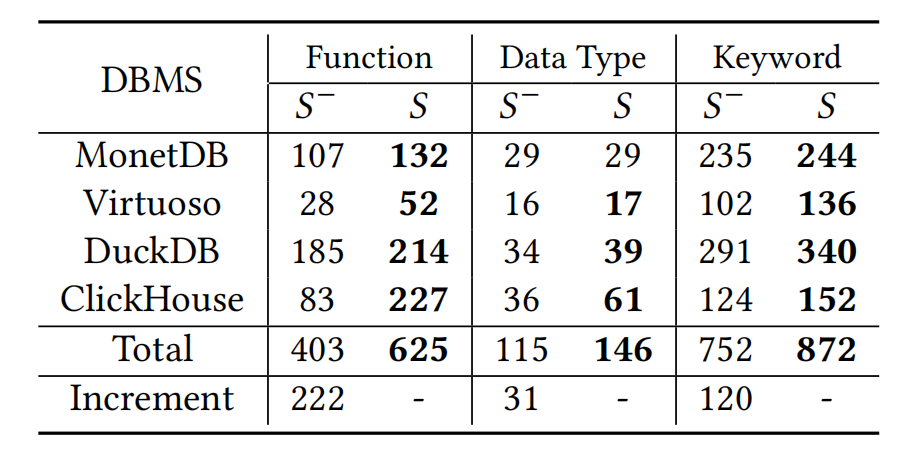 DBMS Function Data Type Keyword
S⁻ S S⁻ S S⁻ S
MonetDB 107 132 29 29 235 244
Virtuoso 28 52 16 17 102 136
DuckDB 185 214 34 39 291 340
ClickHouse 83 227 36 61 124 152
Total 403 625 115 146 752 872
Increment 222 - 31 - 120 -